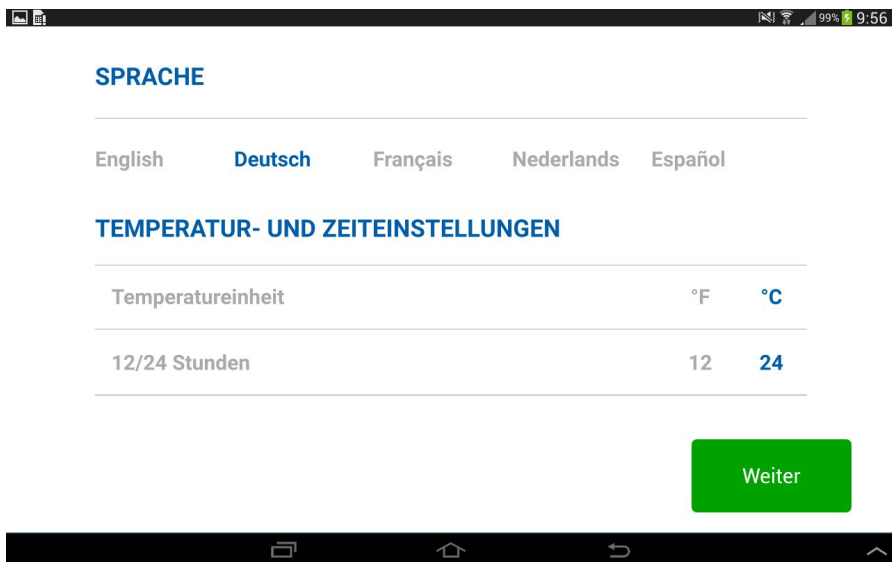 99% 9:56
SPRACHE
English Deutsch Français Nederlands Español
TEMPERATUR- UND ZEITEINSTELLUNGEN
Temperatureinheit °F °C
12/24 Stunden 12 24
Weiter